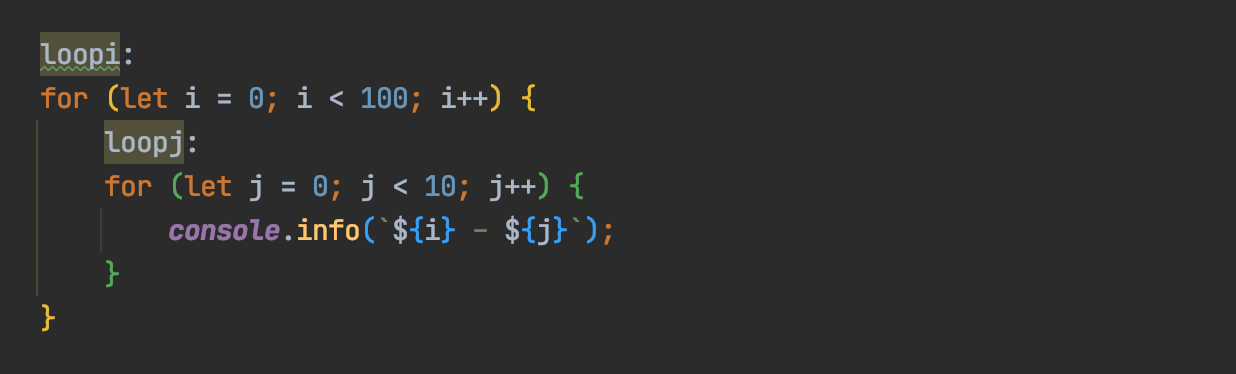 loopi:
for (let i = 0; i < 100; i++) {
    loopj:
    for (let j = 0; j < 10; j++) {
        console.info(`${i} - ${j}`);
    }
}